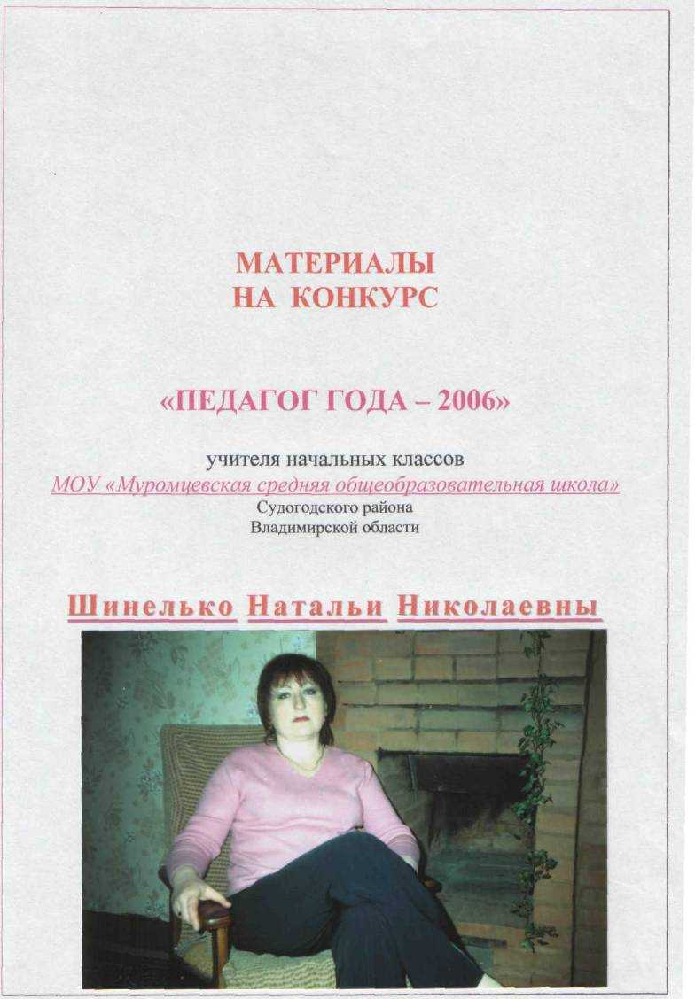 МАТЕРИАЛЫ
НА КОНКУРС
«ПЕДАГОГ ГОДА – 2006»
учителя начальных классов
МОУ «Муромцевская средняя общеобразовательная школа»
Судогодского района
Владимирской области
Шинелько Натальи Николаевны